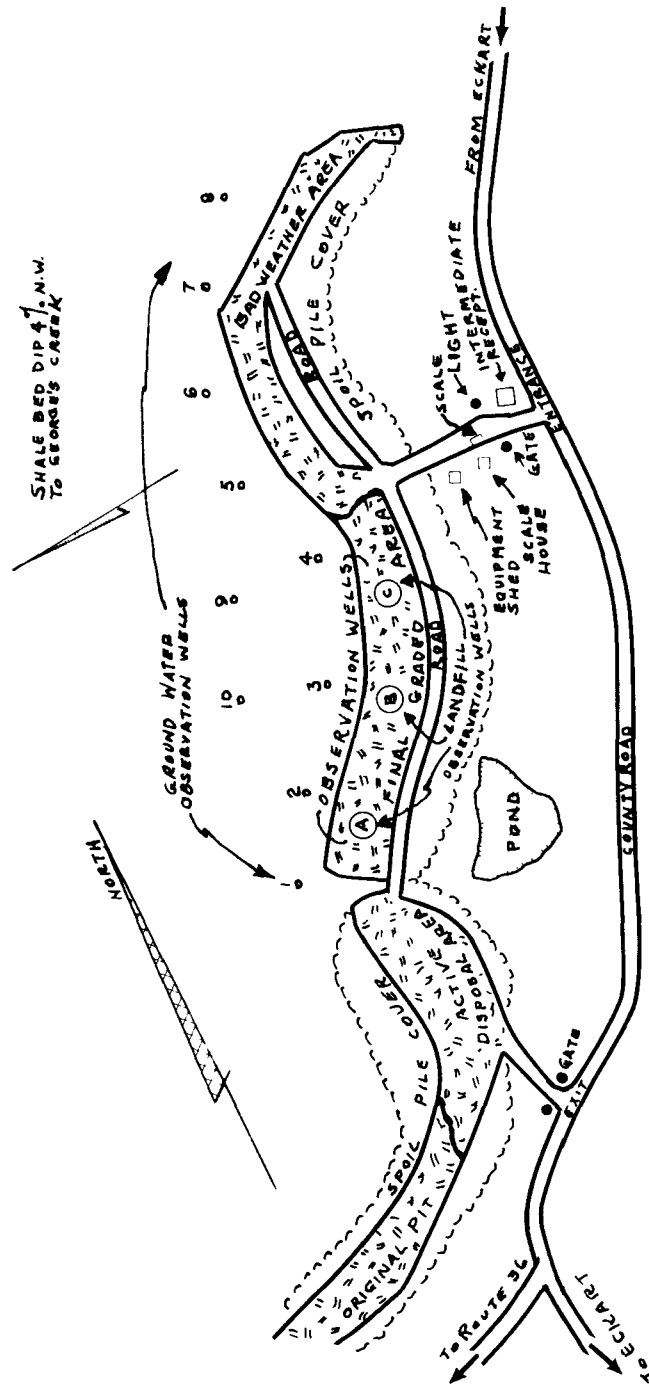 SHALE BED DIP 4% N.W.
TO GEORGE'S CREEK
NORTH
GROUND WATER
OBSERVATION WELLS
1
2
3
4
5
6
7
8
9
10
OBSERVATION WELLS
BAD WEATHER AREA
ROAD
SPOIL PILE COVER
A
B
C
FINAL GRADED AREA
ROAD
LANDFILL
OBSERVATION WELLS
SPOIL PILE COVER
ORIGINAL PIT
ACTIVE AREA
DISPOSAL
POND
EQUIPMENT
SHED
SCALE
HOUSE
GATE
SCALE
LIGHT
INTERMEDIATE
RECEPT.
ENTRANCE
FROM ECKART
COUNTY ROAD
GATE
EXIT
TO ROUTE 36
TO ECKART